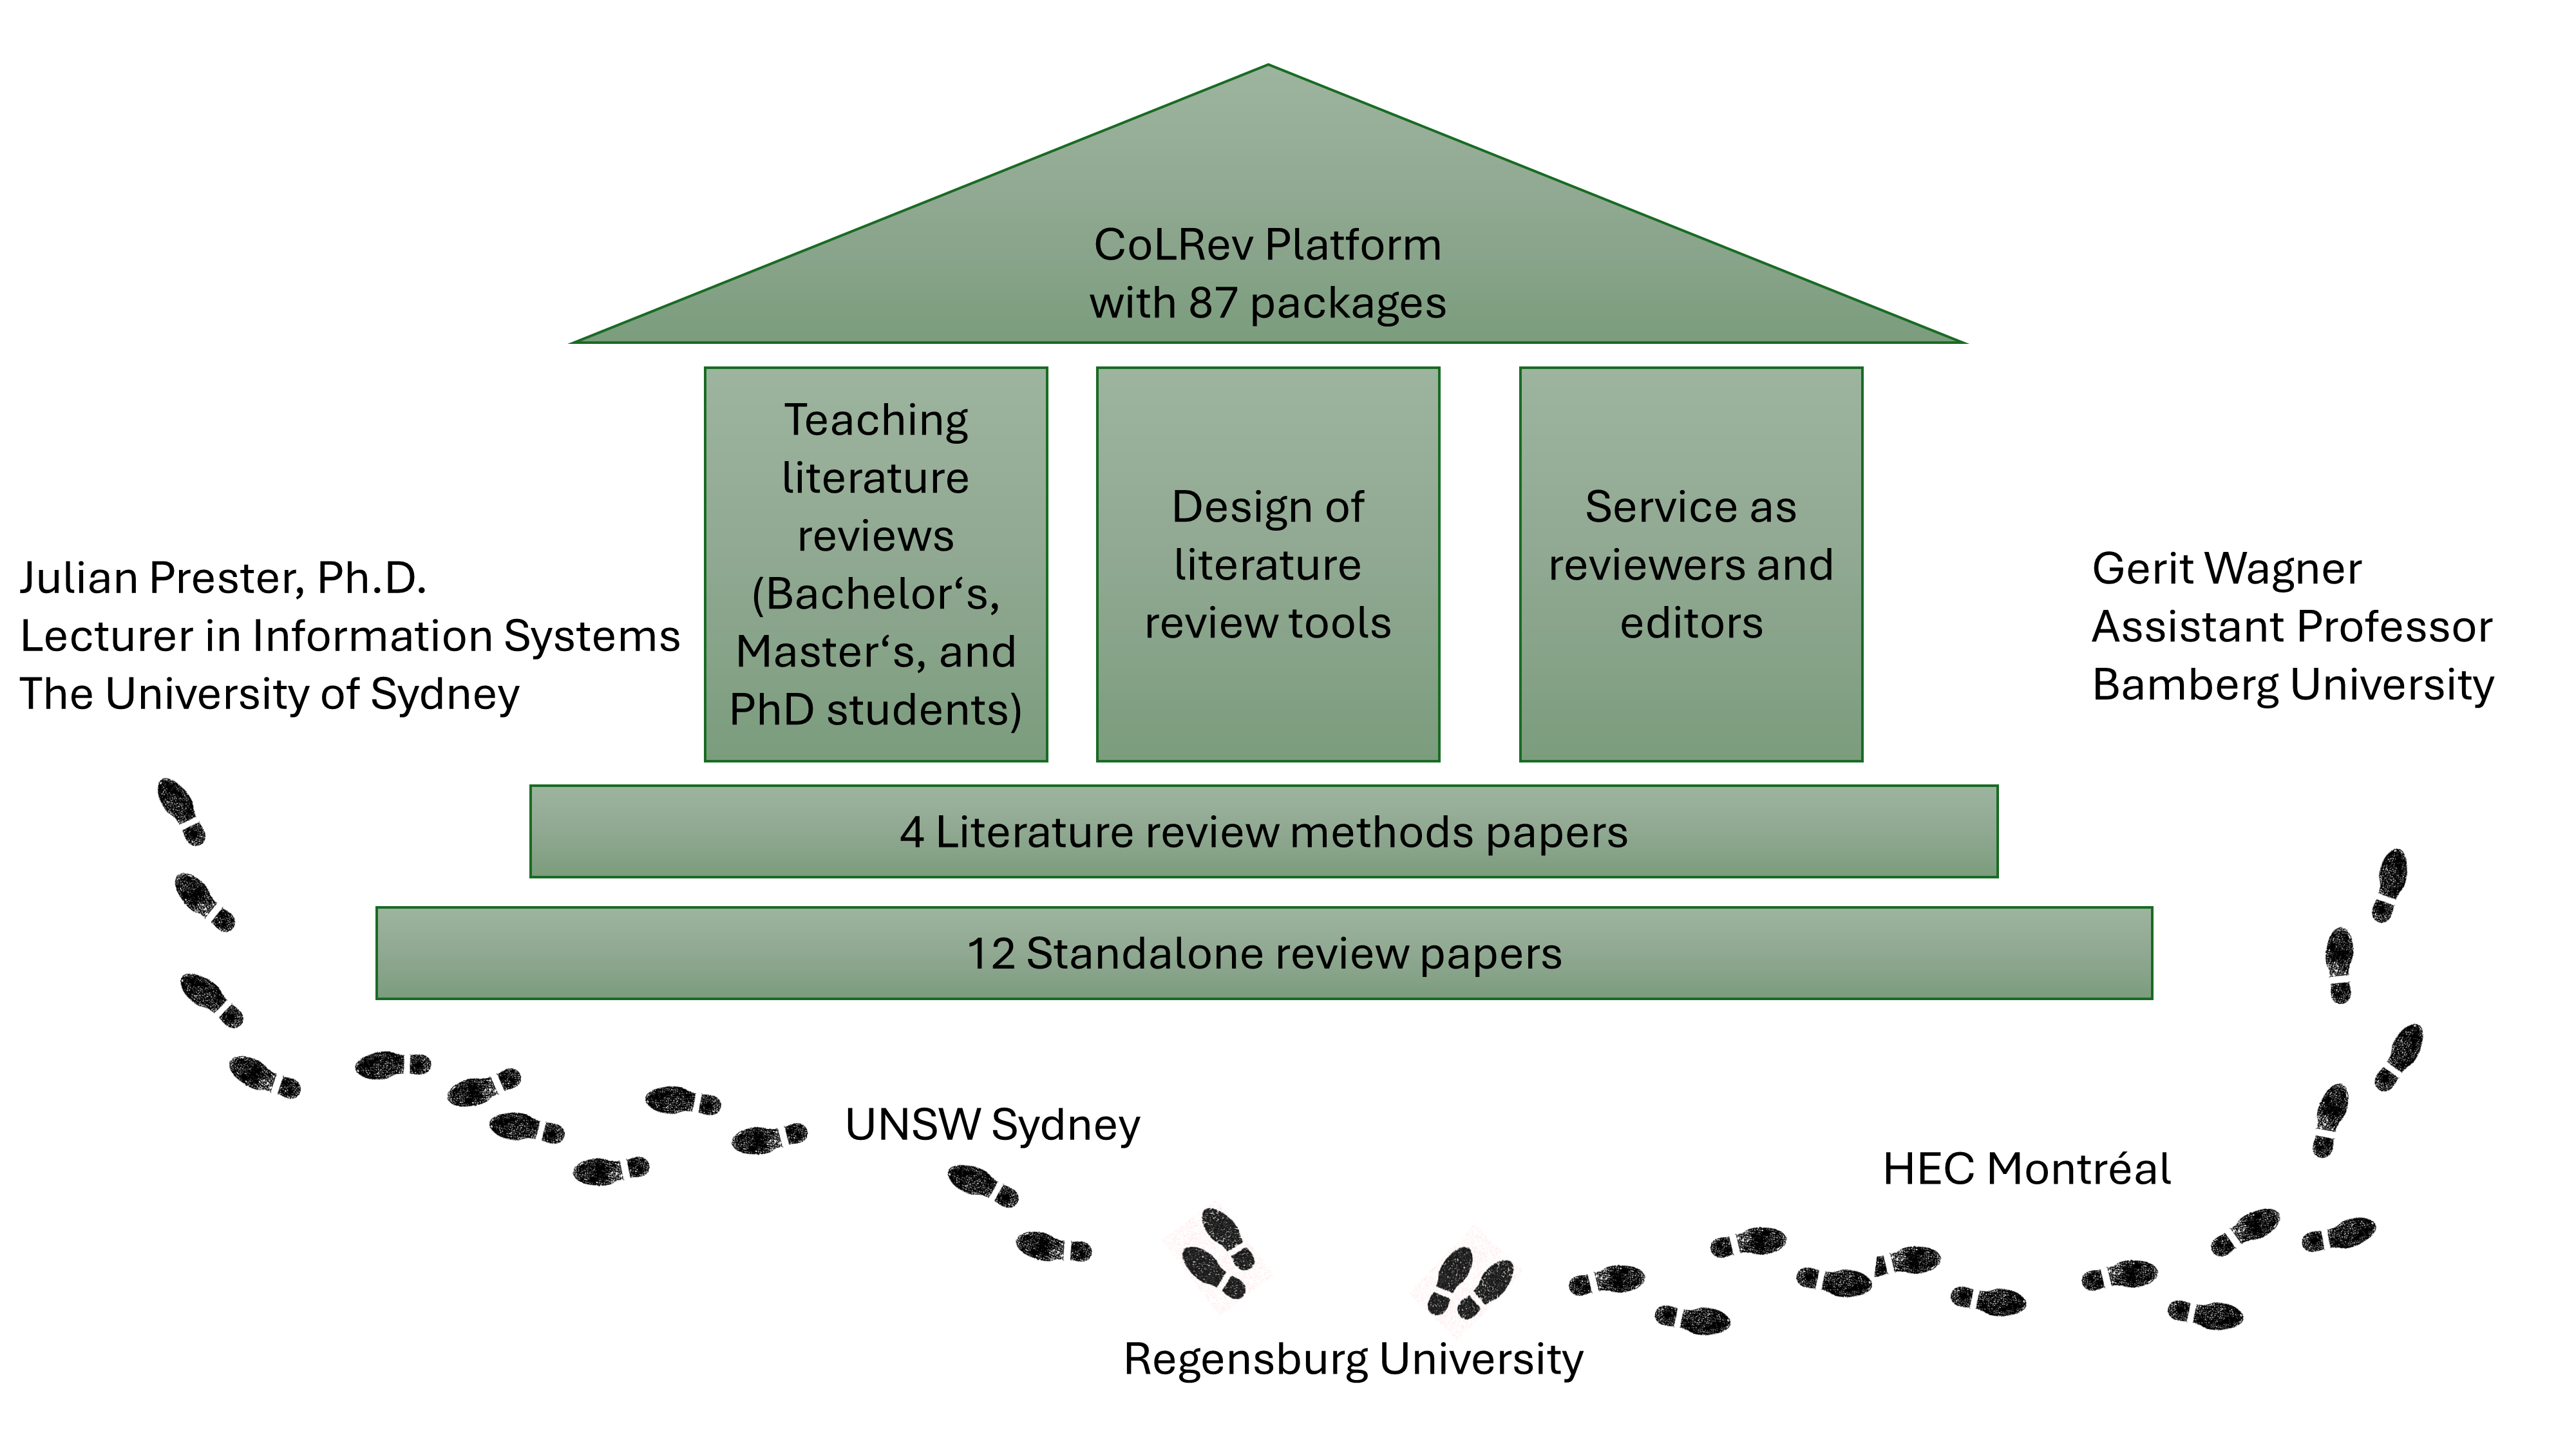 CoLRev Platform
with 87 packages
Teaching
literature
reviews
(Bachelor‘s,
Master‘s, and
PhD students)
Design of
literature
review tools
Service as
reviewers and
editors
Julian Prester, Ph.D.
Lecturer in Information Systems
The University of Sydney
Gerit Wagner
Assistant Professor
Bamberg University
4 Literature review methods papers
12 Standalone review papers
UNSW Sydney
HEC Montréal
Regensburg University